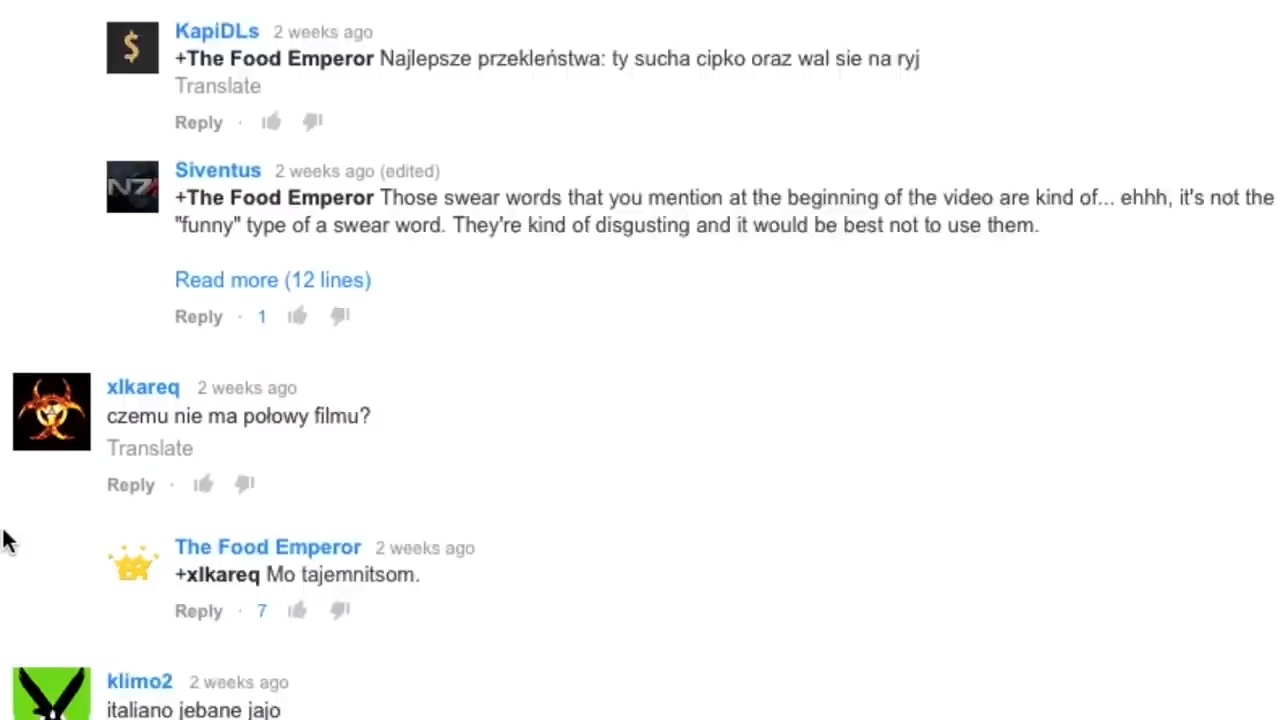 KapiDLs 2 weeks ago
+The Food Emperor Najlepsze przekleństwa: ty sucha cipko oraz wal sie na ryj
Translate
Reply ·
N7
Siventus 2 weeks ago (edited)
+The Food Emperor Those swear words that you mention at the beginning of the video are kind of... ehhh, it's not the
"funny" type of a swear word. They're kind of disgusting and it would be best not to use them.
Read more (12 lines)
Reply · 1
xlkareq 2 weeks ago
czemu nie ma połowy filmu?
Translate
Reply ·
The Food Emperor 2 weeks ago
+xlkareq Mo tajemnitsom.
Reply · 7
klimo2 2 weeks ago
italiano jebane jajo